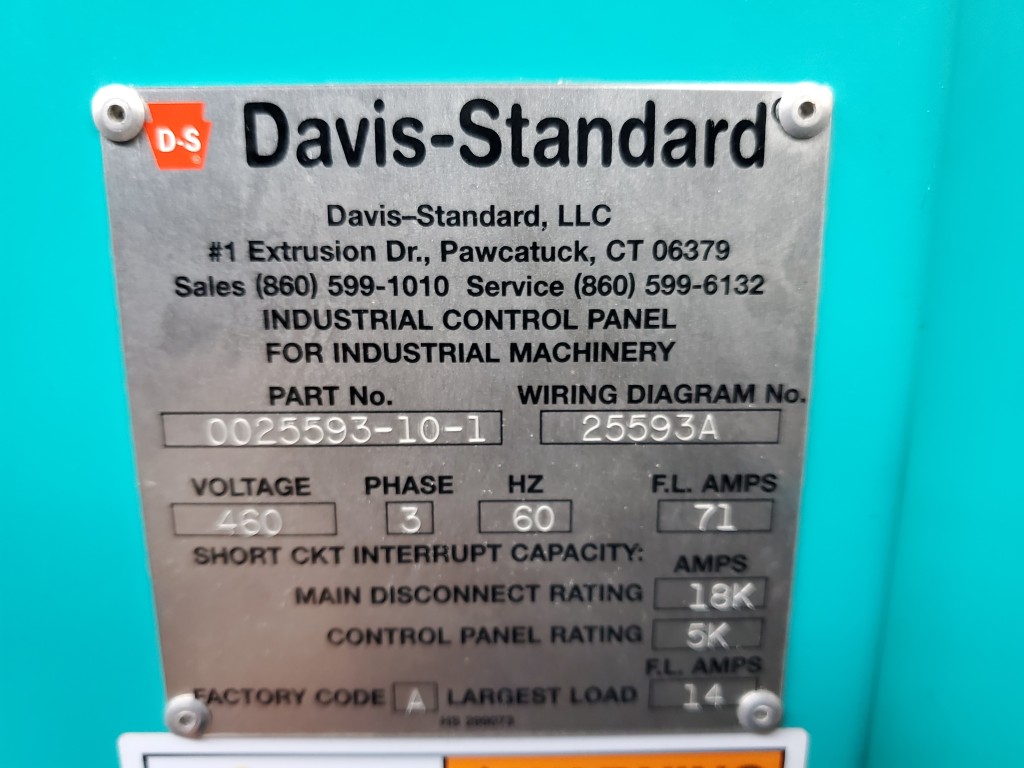 D-S ® Davis-Standard
Davis-Standard, LLC
#1 Extrusion Dr., Pawcatuck, CT 06379
Sales (860) 599-1010 Service (860) 599-6132
INDUSTRIAL CONTROL PANEL
FOR INDUSTRIAL MACHINERY
PART No. WIRING DIAGRAM No.
0025593-10-1 25593A
VOLTAGE PHASE HZ F.L. AMPS
460 3 60 71
SHORT CKT INTERRUPT CAPACITY: AMPS
MAIN DISCONNECT RATING 18K
CONTROL PANEL RATING 5K
F.L. AMPS
FACTORY CODE A LARGEST LOAD 14